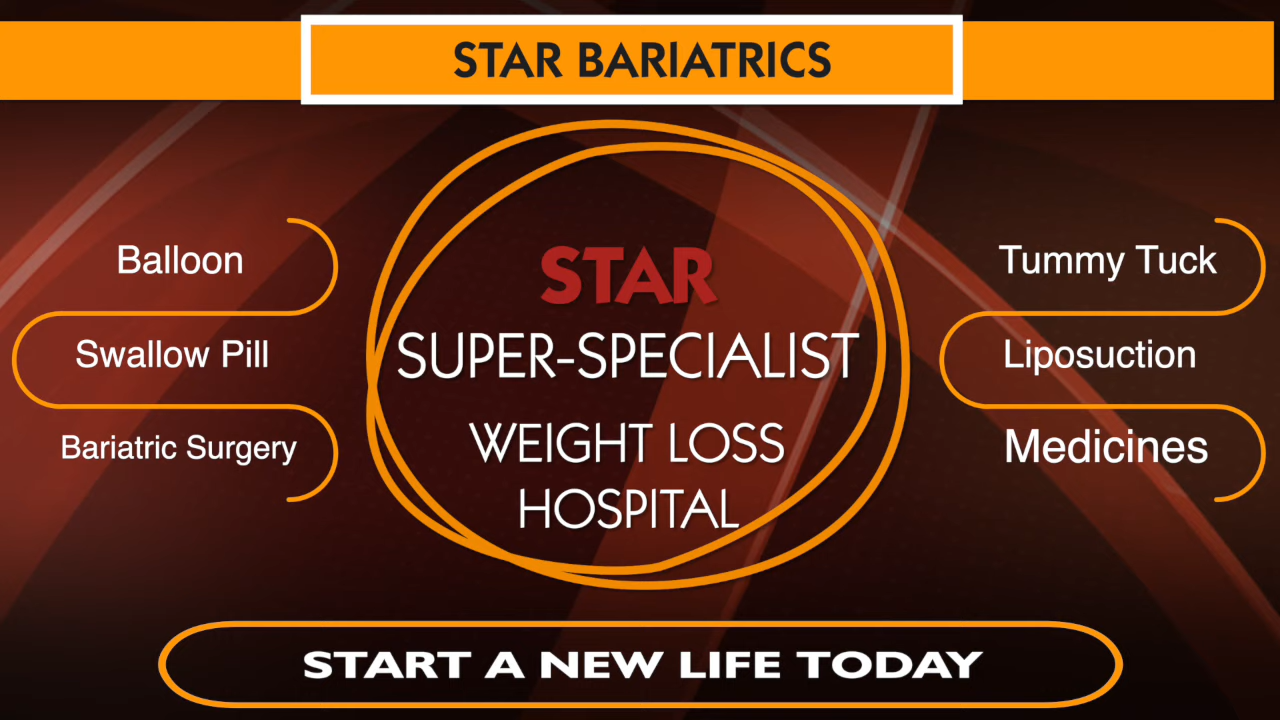 STAR BARIATRICS
Balloon
Swallow Pill
Bariatric Surgery
STAR
SUPER-SPECIALIST
WEIGHT LOSS
HOSPITAL
Tummy Tuck
Liposuction
Medicines
START A NEW LIFE TODAY